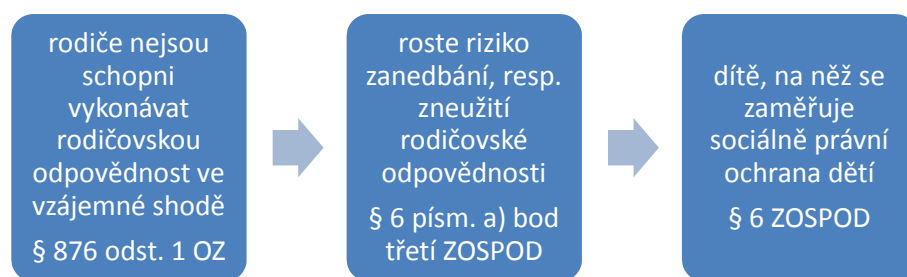 rodiče nejsou
schopni
vykonávat
rodičovskou
odpovědnost ve
vzájemné shodě
§ 876 odst. 1 OZ
roste riziko
zanedbání, resp.
zneužití
rodičovské
odpovědnosti
§ 6 písm. a) bod
třetí ZOSPOD
dítě, na něž se
zaměřuje
sociálně právní
ochrana dětí
§ 6 ZOSPOD